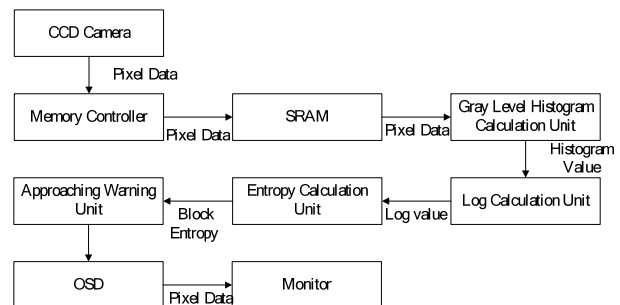 CCD Camera
Pixel Data
Memory Controller
Pixel Data
SRAM
Pixel Data
Gray Level Histogram
Calculation Unit
Histogram
Value
Approaching Warning
Unit
Block
Entropy
Entropy Calculation
Unit
Log value
Log Calculation Unit
OSD
Pixel Data
Monitor